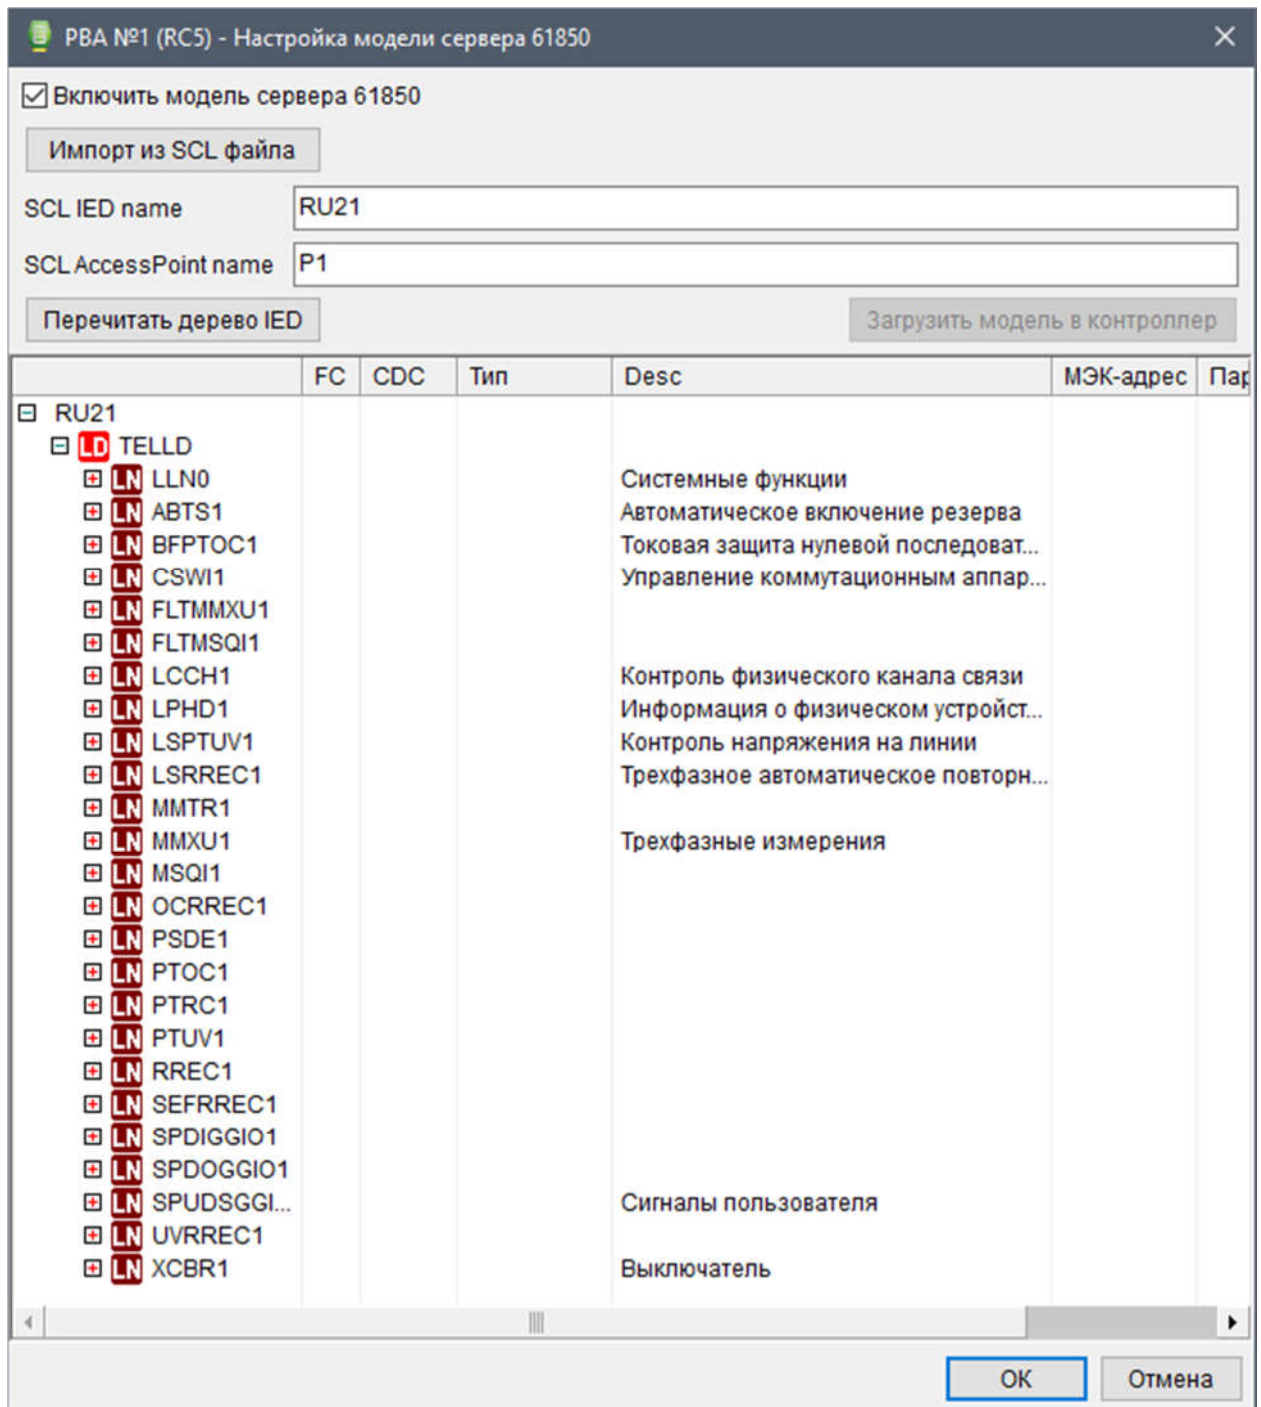 РВА №1 (RC5) - Настройка модели сервера 61850
Включить модель сервера 61850
Импорт из SCL файла
SCL IED name RU21
SCL AccessPoint name P1
Перечитать дерево IED Загрузить модель в контроллер
FC CDC Тип Desc МЭК-адрес Пар
RU21
LD TELLD
LN LLN0 Системные функции
LN ABTS1 Автоматическое включение резерва
LN BFPTOC1 Токовая защита нулевой последоват...
LN CSWI1 Управление коммутационным аппар...
LN FLTMMXU1
LN FLTMSQI1
LN LCCH1 Контроль физического канала связи
LN LPHD1 Информация о физическом устройст...
LN LSPTUV1 Контроль напряжения на линии
LN LSRREC1 Трехфазное автоматическое повторн...
LN MMTR1
LN MMXU1 Трехфазные измерения
LN MSQI1
LN OCRREC1
LN PSDE1
LN PTOC1
LN PTRC1
LN PTUV1
LN RREC1
LN SEFRREC1
LN SPDIGGIO1
LN SPDOGGIO1
LN SPUDSGGI... Сигналы пользователя
LN UVRREC1
LN XCBR1 Выключатель
ОК Отмена